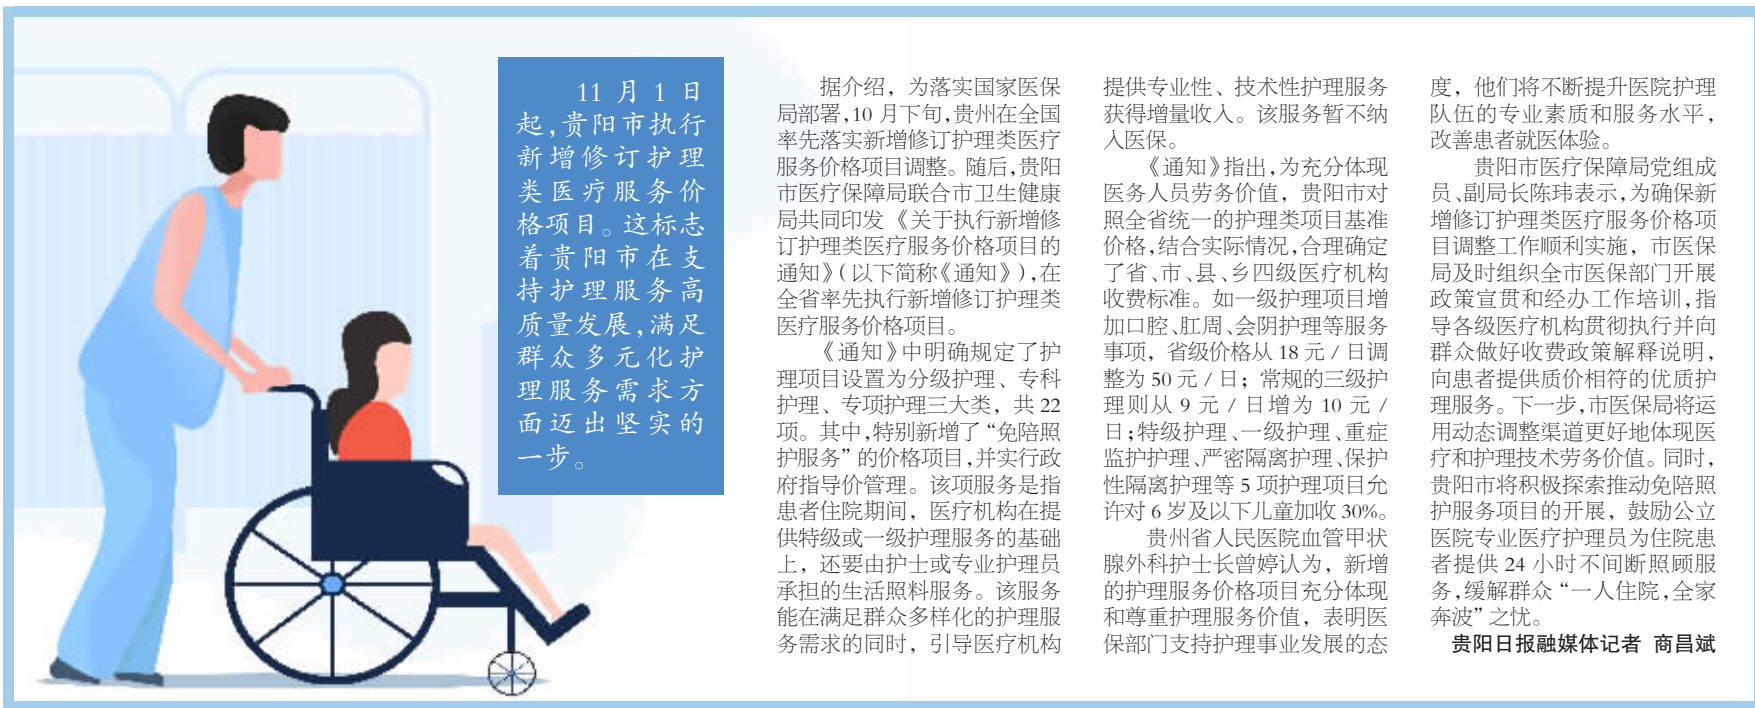 11 月 1 日
起,贵阳市执行
新增修订护理
类医疗服务价
格项目。这标志
着贵阳市在支
持护理服务高
质量发展,满足
群众多元化护
理服务需求方
面迈出坚实的
一步。
据介绍，为落实国家医保
局部署,10 月下旬,贵州在全国
率先落实新增修订护理类医疗
服务价格项目调整。随后,贵阳
市医疗保障局联合市卫生健康
局共同印发《关于执行新增修
订护理类医疗服务价格项目的
通知》(以下简称《通知》),在
全省率先执行新增修订护理类
医疗服务价格项目。
《通知》中明确规定了护
理项目设置为分级护理、专科
护理、专项护理三大类，共 22
项。其中,特别新增了“免陪照
护服务”的价格项目,并实行政
府指导价管理。该项服务是指
患者住院期间，医疗机构在提
供特级或一级护理服务的基础
上，还要由护士或专业护理员
承担的生活照料服务。该服务
能在满足群众多样化的护理服
务需求的同时，引导医疗机构
提供专业性、技术性护理服务
获得增量收入。该服务暂不纳
入医保。
《通知》指出,为充分体现
医务人员劳务价值，贵阳市对
照全省统一的护理类项目基准
价格,结合实际情况,合理确定
了省、市、县、乡四级医疗机构
收费标准。如一级护理项目增
加口腔、肛周、会阴护理等服务
事项，省级价格从 18 元 / 日调
整为 50 元 / 日；常规的三级护
理则从 9 元 / 日增为 10 元 /
日;特级护理、一级护理、重症
监护护理、严密隔离护理、保护
性隔离护理等 5 项护理项目允
许对 6 岁及以下儿童加收 30%。
贵州省人民医院血管甲状
腺外科护士长曾婷认为，新增
的护理服务价格项目充分体现
和尊重护理服务价值，表明医
保部门支持护理事业发展的态
度，他们将不断提升医院护理
队伍的专业素质和服务水平，
改善患者就医体验。
贵阳市医疗保障局党组成
员、副局长陈玮表示,为确保新
增修订护理类医疗服务价格项
目调整工作顺利实施，市医保
局及时组织全市医保部门开展
政策宣贯和经办工作培训,指
导各级医疗机构贯彻执行并向
群众做好收费政策解释说明，
向患者提供质价相符的优质护
理服务。下一步,市医保局将运
用动态调整渠道更好地体现医
疗和护理技术劳务价值。同时,
贵阳市将积极探索推动免陪照
护服务项目的开展，鼓励公立
医院专业医疗护理员为住院患
者提供 24 小时不间断照顾服
务,缓解群众“一人住院,全家
奔波”之忧。
贵阳日报融媒体记者 商昌斌